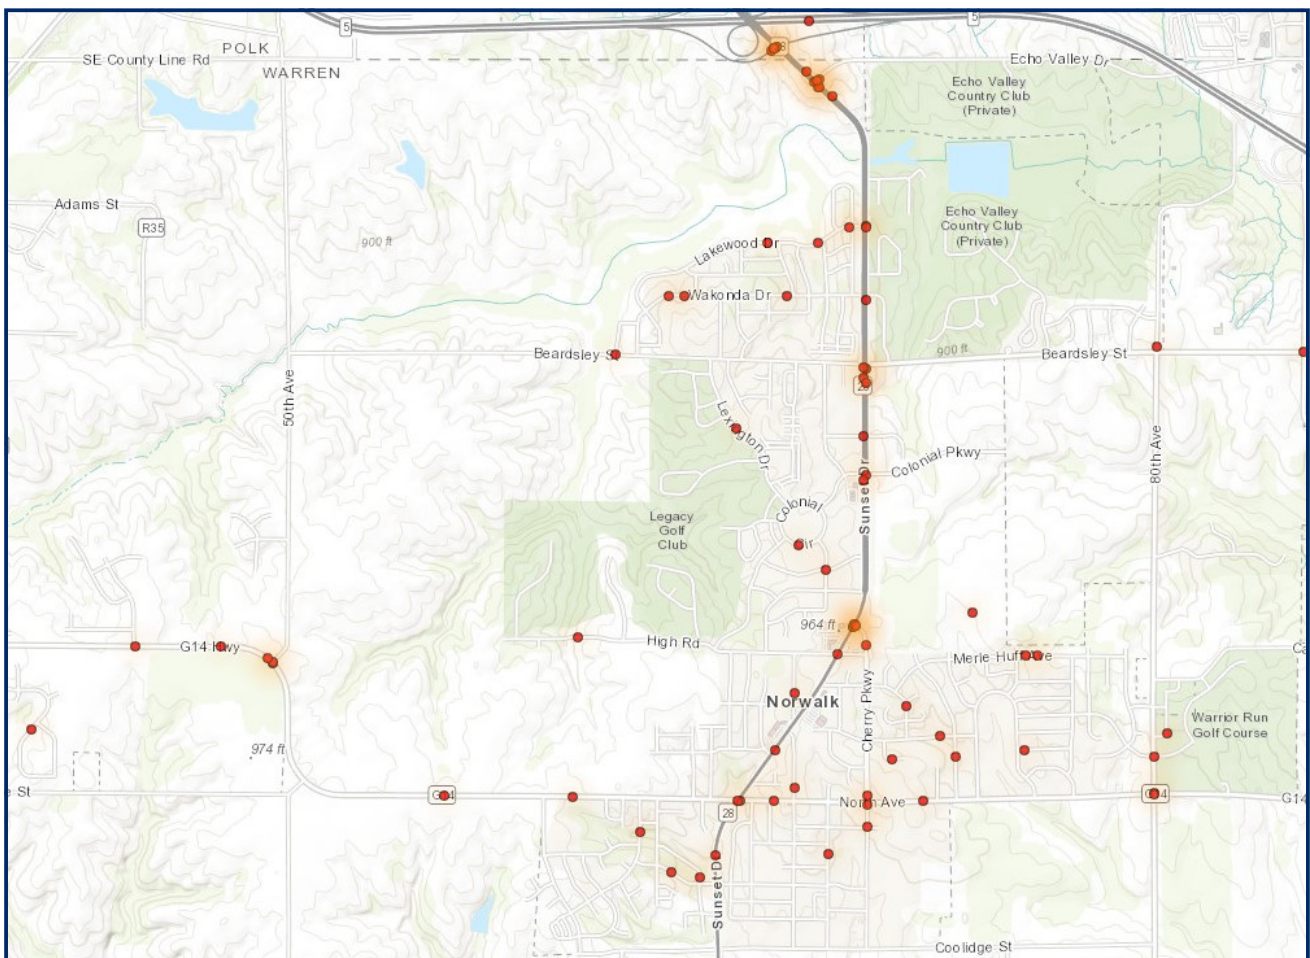 5
5
POLK
SE County Line Rd
WARREN
Echo Valley Dr
Echo Valley
Country Club
(Private)
Adams St
R35
900 ft
Echo Valley
Country Club
(Private)
Lakewood Dr
Wakonda Dr
Beardsley St
900 ft
Beardsley St
50th Ave
Lexington Dr
Colonial Pkwy
80th Ave
Sunset Dr
Colonial
Cir
Legacy
Golf
Club
964 ft
G14 Hwy
High Rd
Merle Huff Ave
Norwalk
Cherry Pkwy
Warrior Run
Golf Course
974 ft
e St
G14
North Ave
G14
G14
28
Sunset Dr
Coolidge St